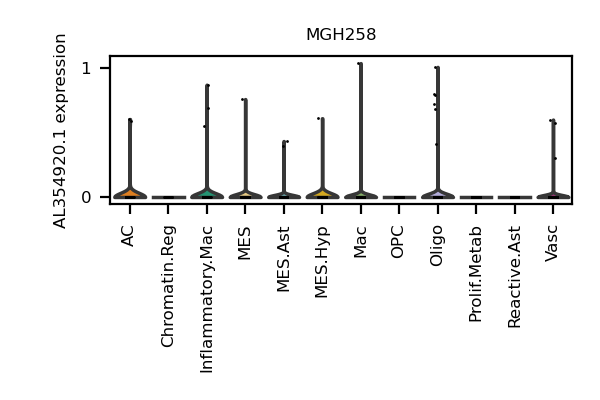 MGH258
AL354920.1 expression
1
0
AC
Chromatin.Reg
Inflammatory.Mac
MES
MES.Ast
MES.Hyp
Mac
OPC
Oligo
Prolif.Metab
Reactive.Ast
Vasc